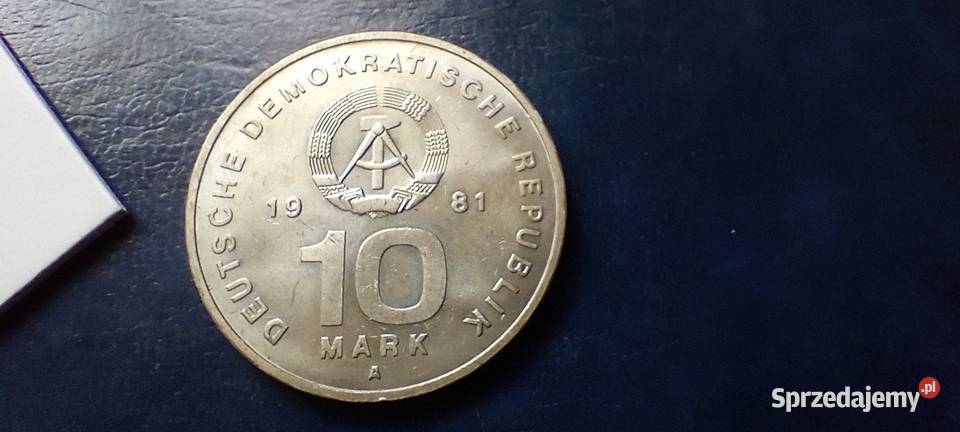 DEUTSCHE DEMOKRATISCHE REPUBLIK
19 81
10
MARK
A
Sprzedajemy.pl